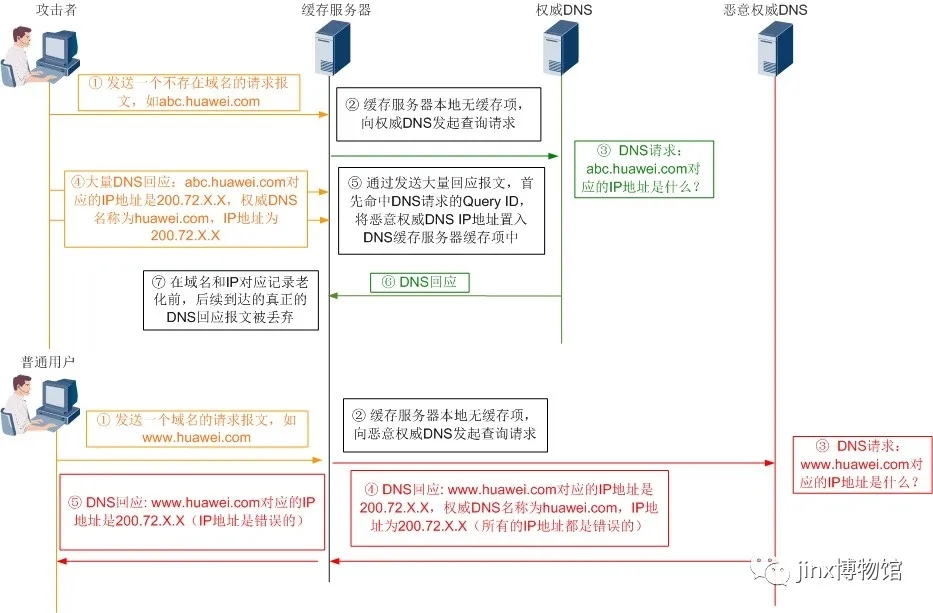 攻击者
缓存服务器
权威DNS
恶意权威DNS
① 发送一个不存在域名的请求报
文，如abc.huawei.com
② 缓存服务器本地无缓存项，
向权威DNS发起查询请求
③ DNS请求：
abc.huawei.com对
应的IP地址是什么？
④大量DNS回应：abc.huawei.com对
应的IP地址是200.72.X.X，权威DNS
名称为huawei.com，IP地址为
200.72.X.X
⑤ 通过发送大量回应报文，首
先命中DNS请求的Query ID，
将恶意权威DNS IP地址置入
DNS缓存服务器缓存项中
⑥ DNS回应
⑦ 在域名和IP对应记录老
化前，后续到达的真正的
DNS回应报文被丢弃
普通用户
① 发送一个域名的请求报文，如
www.huawei.com
② 缓存服务器本地无缓存项，
向恶意权威DNS发起查询请求
③ DNS请求：
www.huawei.com对
应的IP地址是什么？
④ DNS回应: www.huawei.com对应的IP地址是
200.72.X.X，权威DNS名称为huawei.com，IP地
址为200.72.X.X（所有的IP地址都是错误的）
⑤ DNS回应: www.huawei.com对应的IP
地址是200.72.X.X（IP地址是错误的）
jinx博物馆